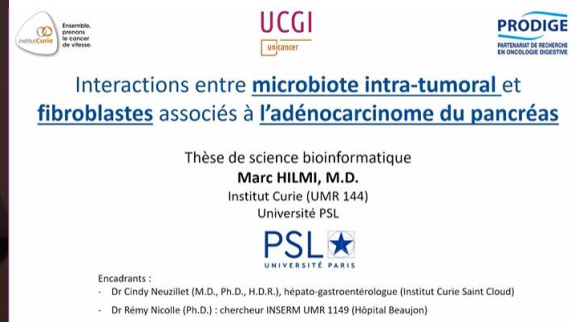 institutCurie
Ensemble,
prenons
le cancer
de vitesse.
UCGI
unicancer
PRODIGE
PARTENARIAT DE RECHERCHE
EN ONCOLOGIE DIGESTIVE
Interactions entre microbiote intra-tumoral et
fibroblastes associés à l’adénocarcinome du pancréas
Thèse de science bioinformatique
Marc HILMI, M.D.
Institut Curie (UMR 144)
Université PSL
PSL
UNIVERSITÉ PARIS
Encadrants :
- Dr Cindy Neuzillet (M.D., Ph.D., H.D.R.), hépato-gastroentérologue (Institut Curie Saint Cloud)
- Dr Rémy Nicolle (Ph.D.) : chercheur INSERM UMR 1149 (Hôpital Beaujon)